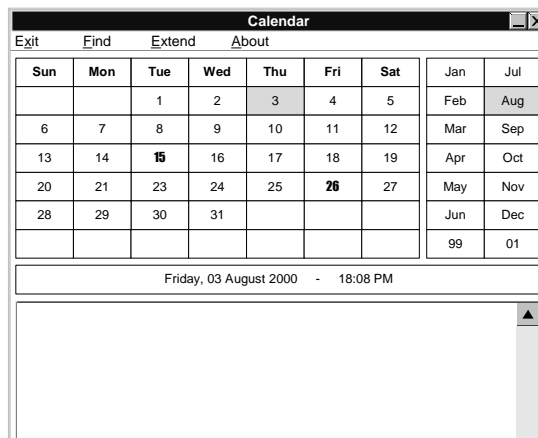 Calendar
Exit Find Extend About
Sun Mon Tue Wed Thu Fri Sat Jan Jul
1 2 3 4 5 Feb Aug
6 7 8 9 10 11 12 Mar Sep
13 14 15 16 17 18 19 Apr Oct
20 21 23 24 25 26 27 May Nov
28 29 30 31 Jun Dec
99 01
Friday, 03 August 2000 - 18:08 PM